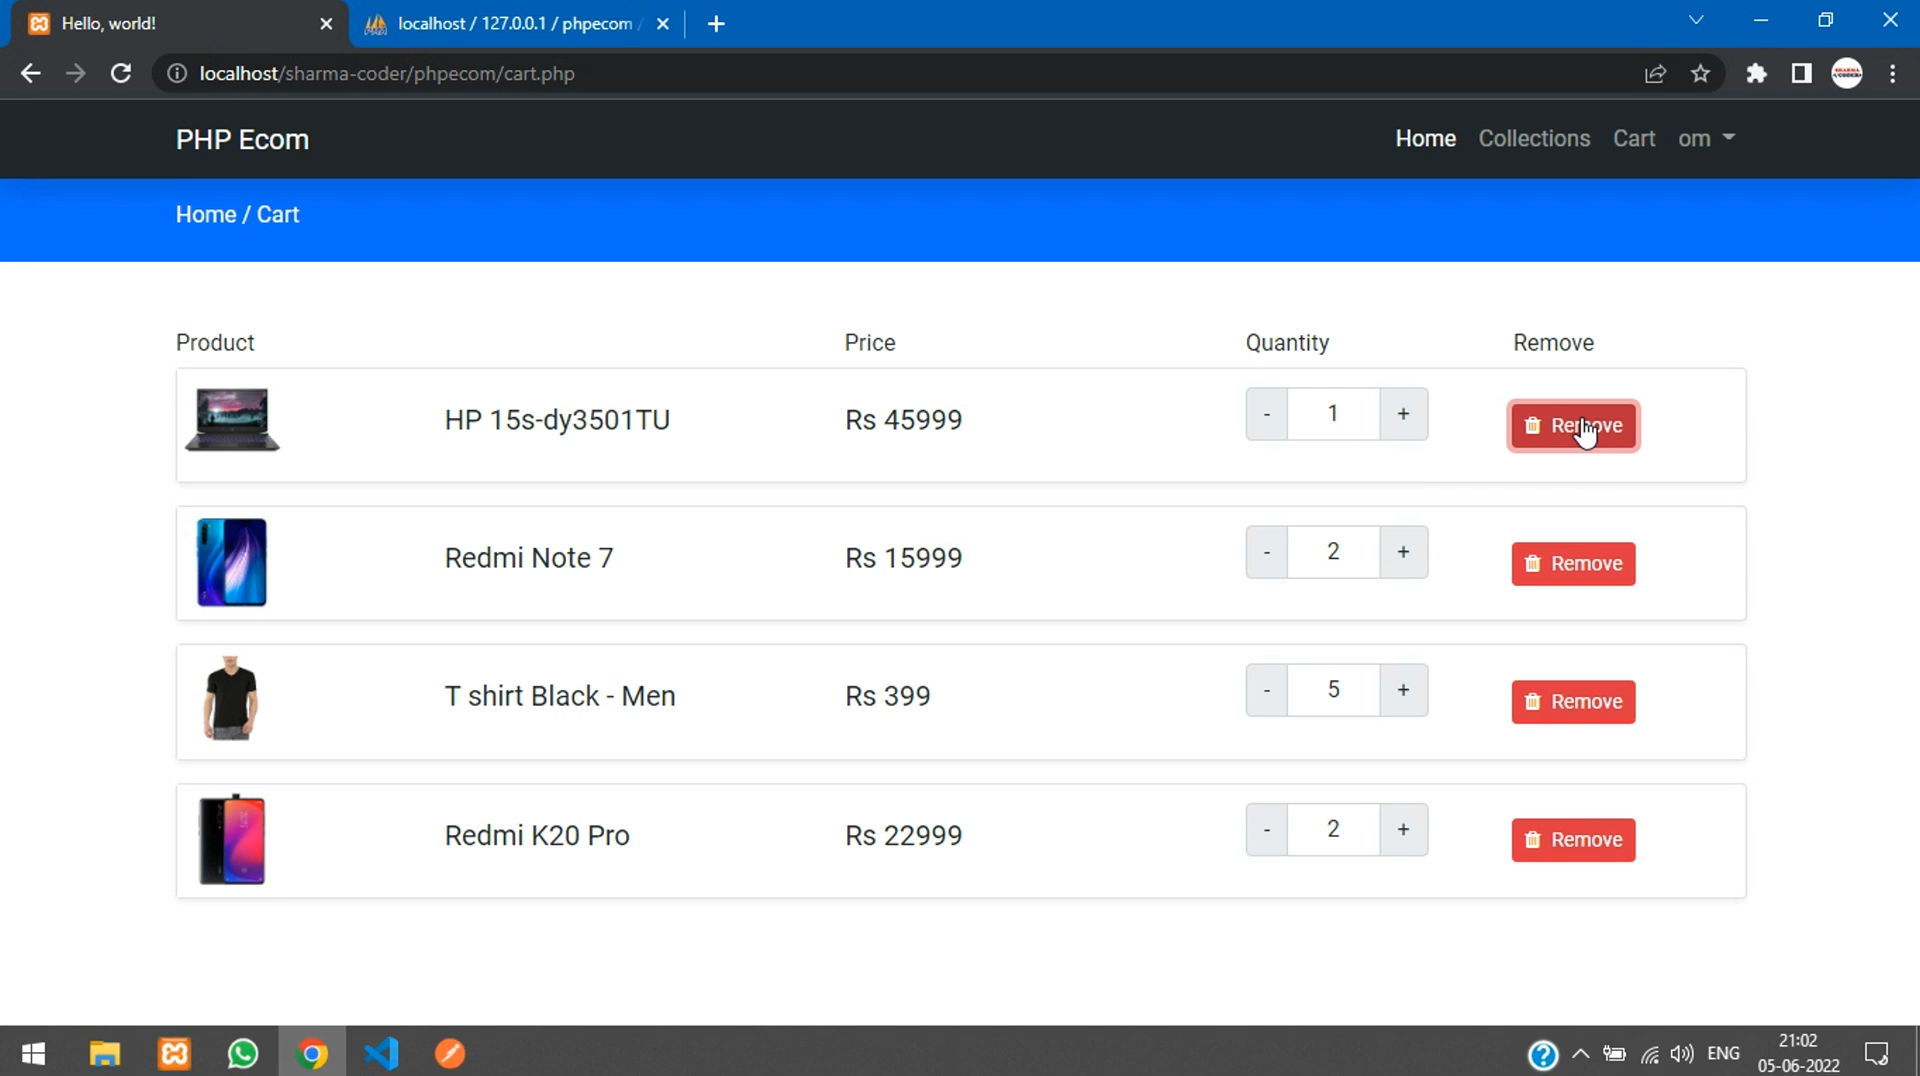 Hello, world!
localhost / 127.0.0.1 / phpecom /
localhost/sharma-coder/phpecom/cart.php
PHP Ecom
Home Collections Cart om
Home / Cart
Product Price Quantity Remove
HP 15s-dy3501TU Rs 45999 - 1 + Remove
Redmi Note 7 Rs 15999 - 2 + Remove
T shirt Black - Men Rs 399 - 5 + Remove
Redmi K20 Pro Rs 22999 - 2 + Remove
ENG
21:02
05-06-2022